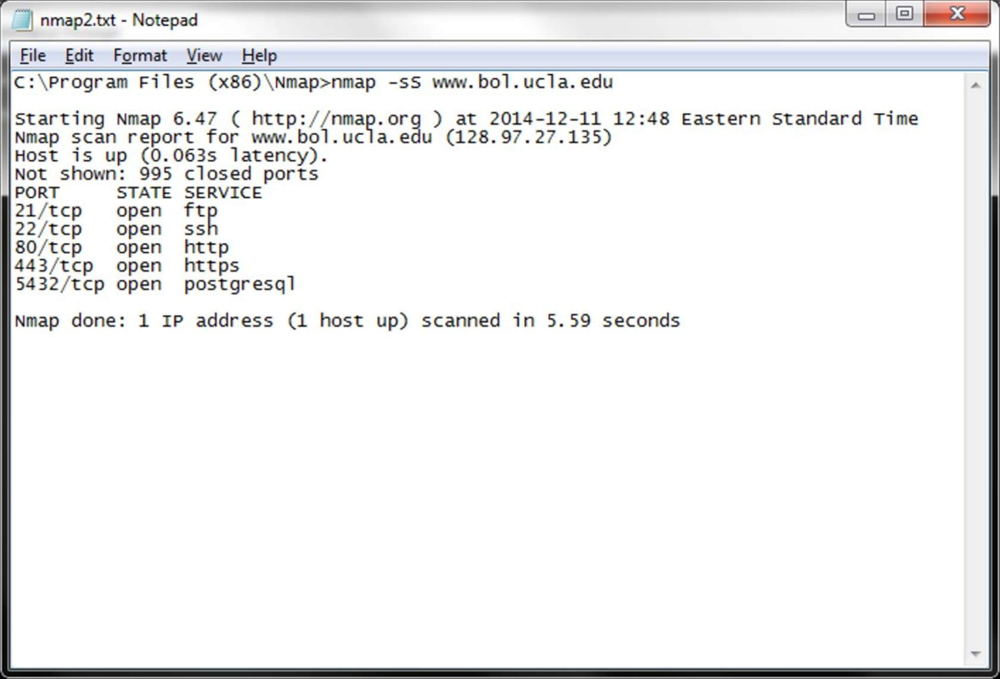 nmap2.txt - Notepad
File Edit Format View Help
C:\Program Files (x86)\Nmap>nmap -sS www.bol.ucla.edu
Starting Nmap 6.47 ( http://nmap.org ) at 2014-12-11 12:48 Eastern Standard Time
Nmap scan report for www.bol.ucla.edu (128.97.27.135)
Host is up (0.063s latency).
Not shown: 995 closed ports
PORT STATE SERVICE
21/tcp open ftp
22/tcp open ssh
80/tcp open http
443/tcp open https
5432/tcp open postgresql
Nmap done: 1 IP address (1 host up) scanned in 5.59 seconds